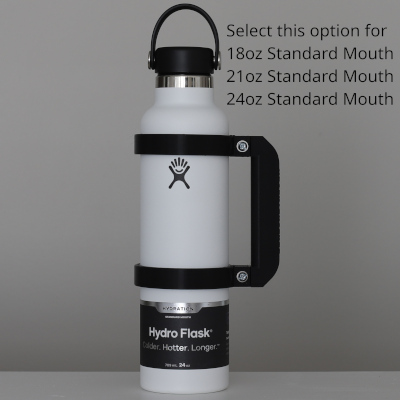 Select this option for
18oz Standard Mouth
21oz Standard Mouth
24oz Standard Mouth
HYDRATION
Hydro Flask
Colder. Hotter. Longer.
24 oz